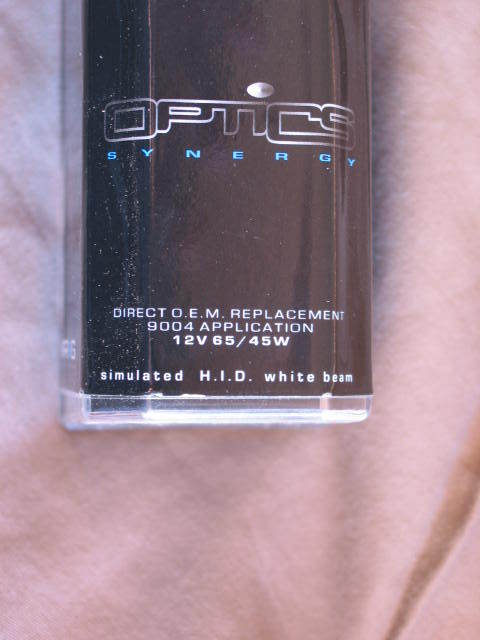 OPTiCS
SYNERGY
DIRECT O.E.M. REPLACEMENT
9004 APPLICATION
12V 65/45W
simulated H.I.D. white beam